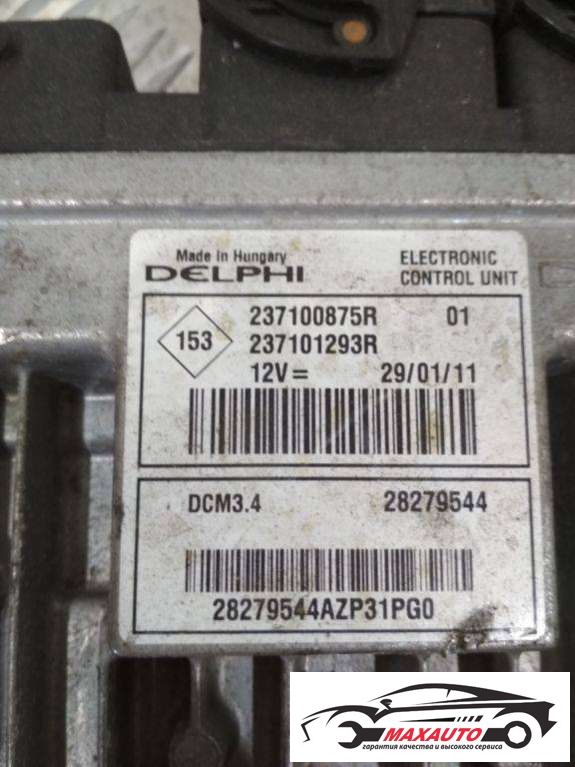 Made in Hungary
DELPHI
ELECTRONIC
CONTROL UNIT
153
237100875R 01
237101293R
12V= 29/01/11
DCM3.4 28279544
28279544AZP31PG0
MAXAUTO
гарантия качества и высокого сервиса